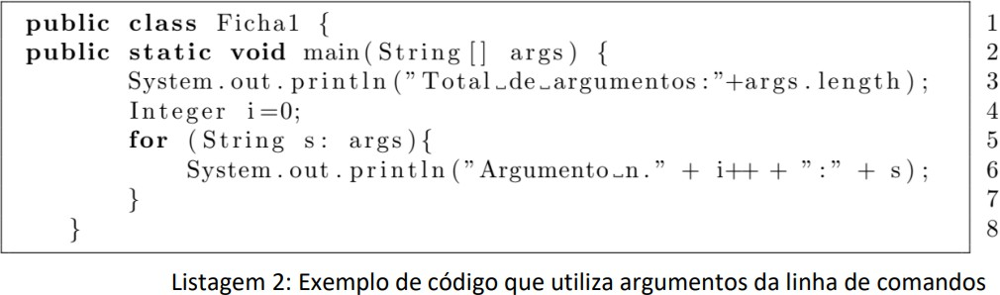 public class Ficha1 { 1
public static void main(String[] args) { 2
System.out.println("Total␣de␣argumentos:"+args.length); 3
Integer i=0; 4
for (String s: args){ 5
System.out.println("Argumento␣n." + i++ + ":" + s); 6
} 7
} 8
Listagem 2: Exemplo de código que utiliza argumentos da linha de comandos